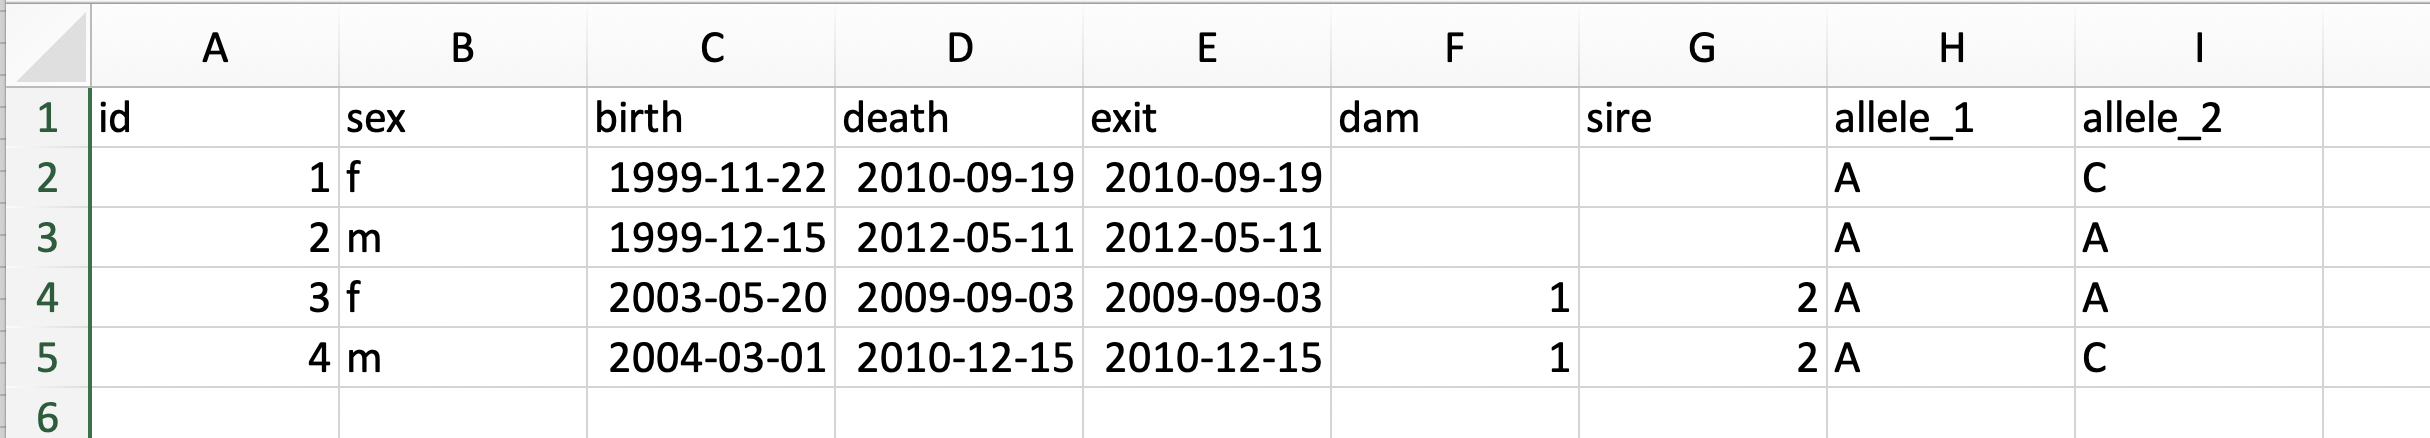 A B C D E F G H I
1 id sex birth death exit dam sire allele_1 allele_2
2 1 f 1999-11-22 2010-09-19 2010-09-19 A C
3 2 m 1999-12-15 2012-05-11 2012-05-11 A A
4 3 f 2003-05-20 2009-09-03 2009-09-03 1 2 A A
5 4 m 2004-03-01 2010-12-15 2010-12-15 1 2 A C
6